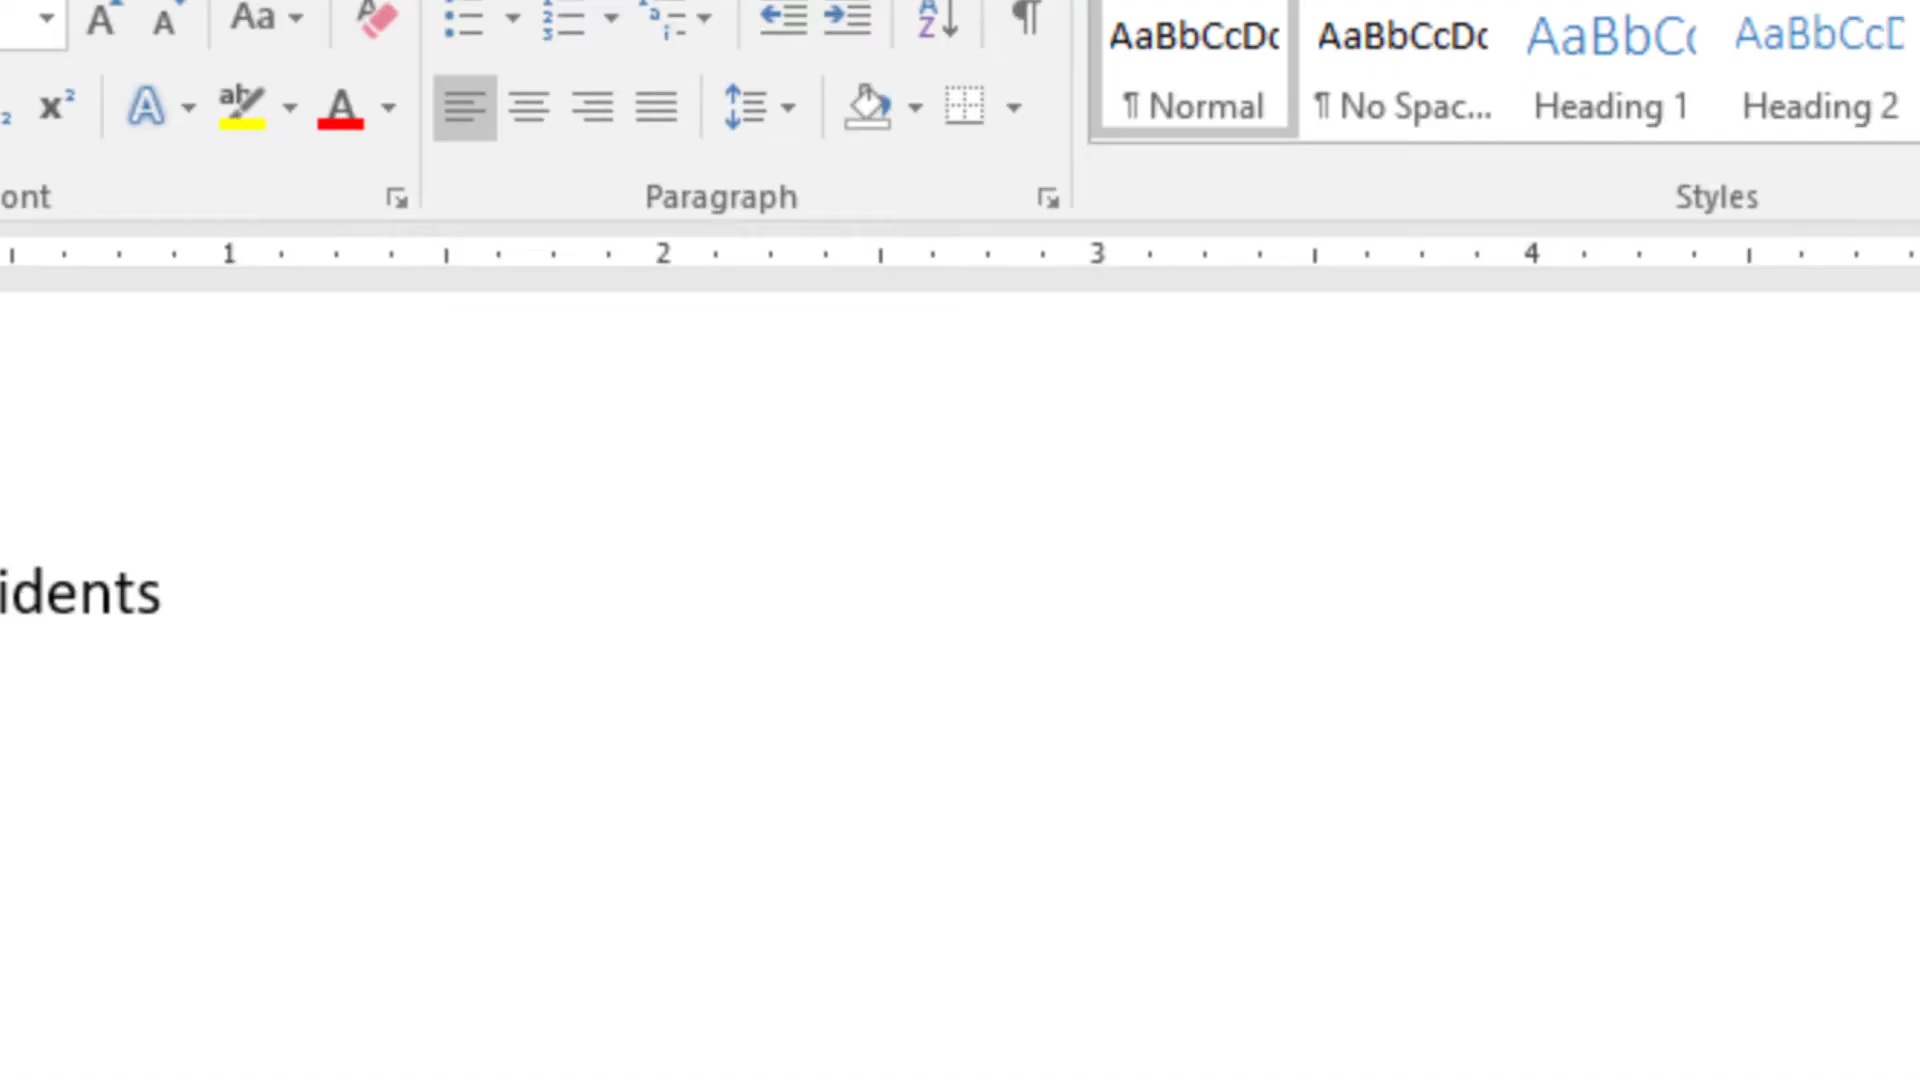 Aa
AaBbCcDc AaBbCcDc AaBbCc AaBbCcD
¶ Normal ¶ No Spac... Heading 1 Heading 2
ont Paragraph Styles
1 2 3 4
idents